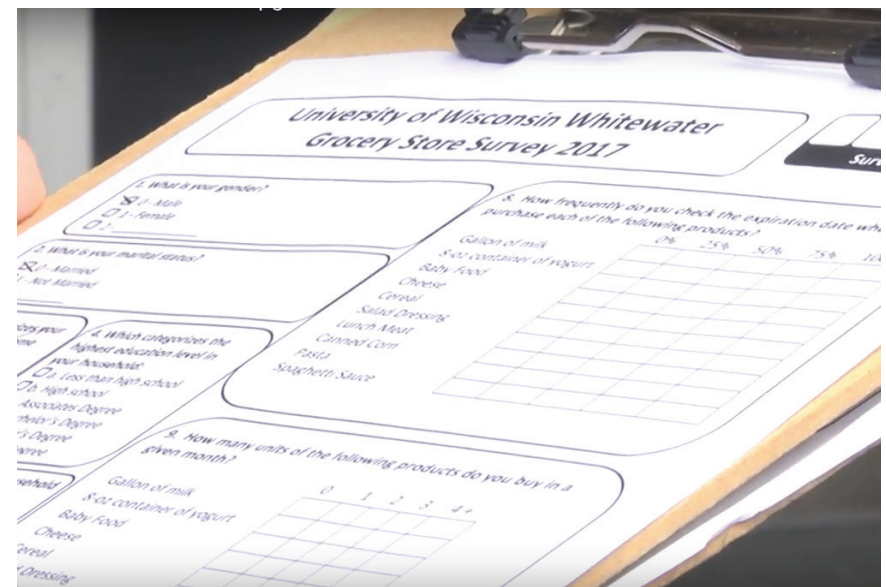 University of Wisconsin Whitewater
Grocery Store Survey 2017
1. What is your gender?
0 - Male
1 - Female
2 -
2. What is your marital status?
0 - Married
1 - Not Married
4. Which categorizes the
highest education level in
your household:
a. Less than high school
b. High school
Associates Degree
's Degree
8. How frequently do you check the expiration date
purchase each of the following products?
0% 25% 50% 75%
Gallon of milk
8-oz container of yogurt
Baby Food
Cheese
Cereal
Salad Dressing
Lunch Meat
Canned Corn
Pasta
Spaghetti Sauce
9. How many units of the following products do you buy in a
given month?
0 1 2 3 4+
Gallon of milk
8-oz container of yogurt
Baby Food
Cheese
Cereal
Dressing